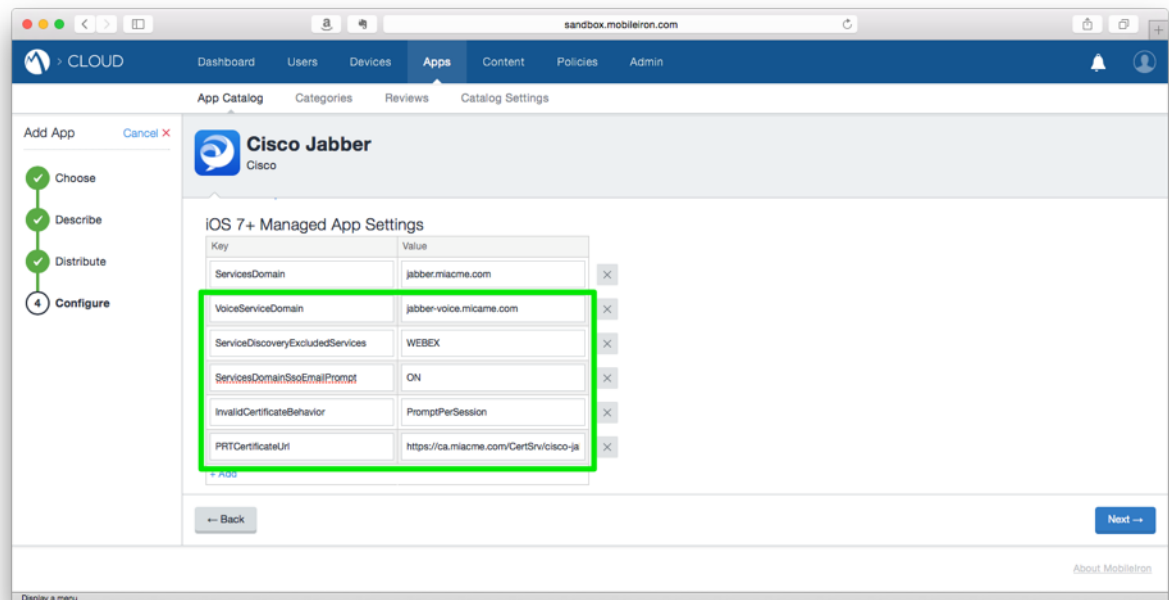 a
sandbox.mobileiron.com
> CLOUD
Dashboard Users Devices Apps Content Policies Admin
App Catalog Categories Reviews Catalog Settings
Add App Cancel ×
Choose
Describe
Distribute
4 Configure
Cisco Jabber
Cisco
iOS 7+ Managed App Settings
Key Value
ServicesDomain jabber.miacme.com
VoiceServiceDomain jabber-voice.micame.com
ServiceDiscoveryExcludedServices WEBEX
ServicesDomainSsoEmailPrompt ON
InvalidCertificateBehavior PromptPerSession
PRTCertificateUrl https://ca.miacme.com/CertSrv/cisco-ja
+ Add
← Back Next →
About MobileIron
Display a menu